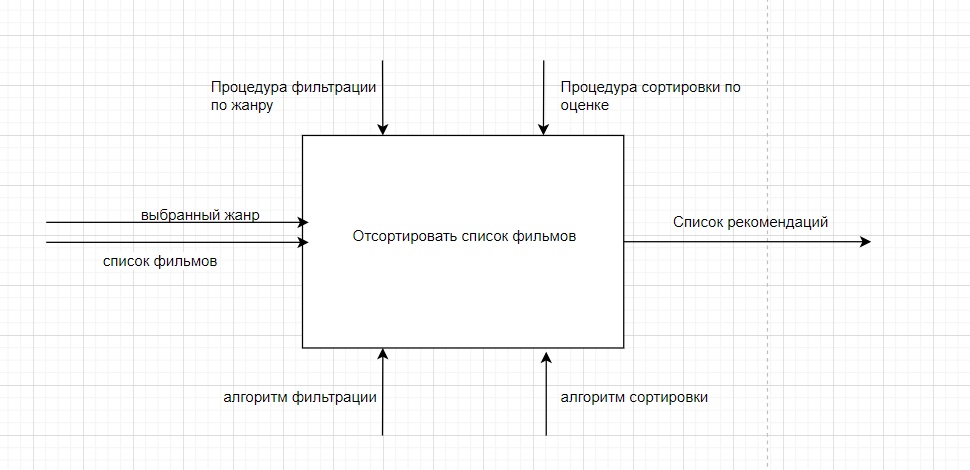 Процедура фильтрации
по жанру
Процедура сортировки по
оценке
выбранный жанр
список фильмов
Отсортировать список фильмов
Список рекомендаций
алгоритм фильтрации
алгоритм сортировки